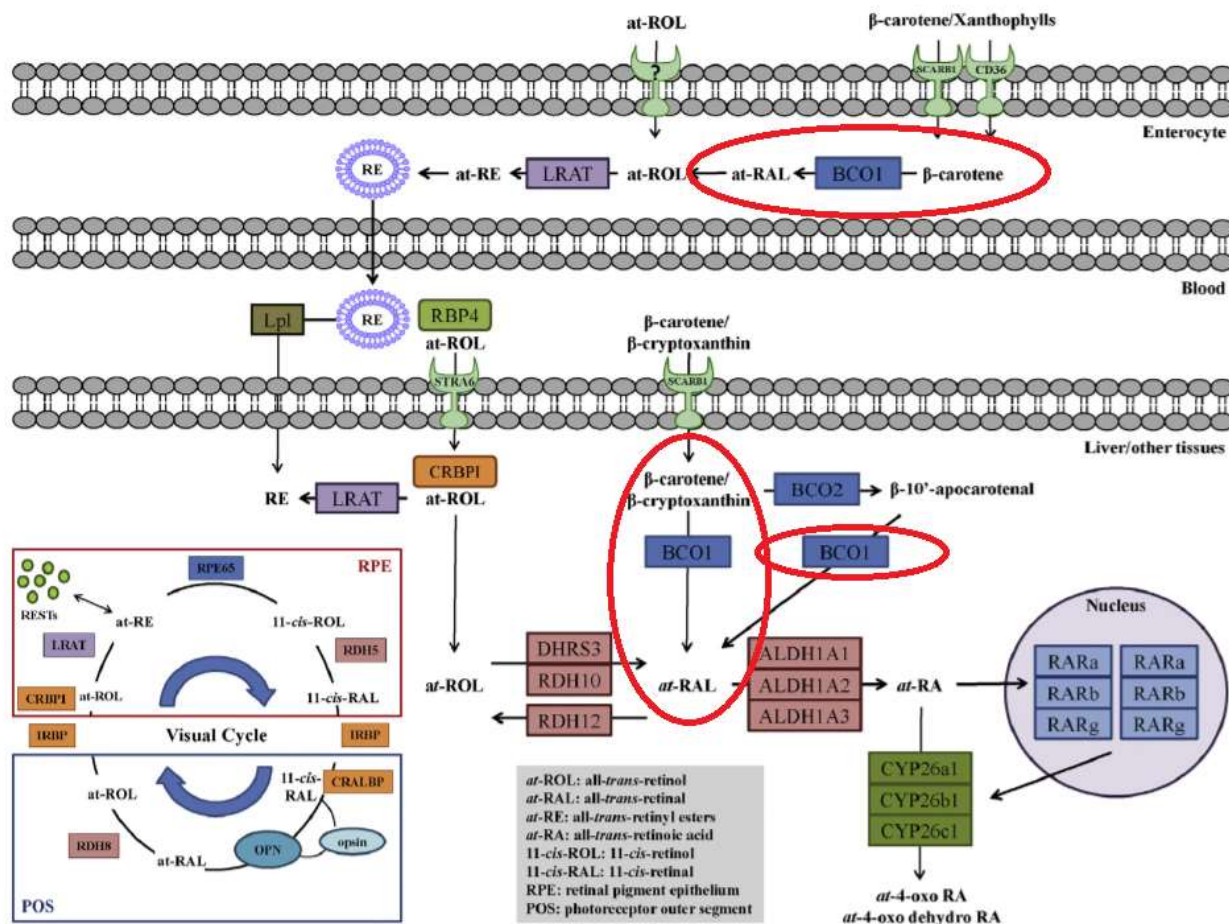 at-ROL
β-carotene/Xanthophylls
?
SCARB1
CD36
Enterocyte
RE
at-RE
LRAT
at-ROL
at-RAL
BCO1
β-carotene
Blood
Lpl
RE
RBP4
at-ROL
β-carotene/
β-cryptoxanthin
STRA6
SCARB1
Liver/other tissues
CRBPI
RE
LRAT
at-ROL
β-carotene/
β-cryptoxanthin
BCO2
β-10’-apocarotenal
BCO1
BCO1
RPE65
RPE
RESTs
at-RE
11-cis-ROL
LRAT
RDH5
CRBPI
at-ROL
11-cis-RAL
IRBP
Visual Cycle
IRBP
at-ROL
11-cis-
RAL
CRALBP
RDH8
at-RAL
OPN
opsin
POS
at-ROL
DHRS3
RDH10
RDH12
at-RAL
ALDH1A1
ALDH1A2
ALDH1A3
at-RA
Nucleus
RARa
RARa
RARb
RARb
RARg
RARg
CYP26a1
CYP26b1
CYP26c1
at-4-oxo RA
at-4-oxo dehydro RA
at-ROL: all-trans-retinol
at-RAL: all-trans-retinal
at-RE: all-trans-retinyl esters
at-RA: all-trans-retinoic acid
11-cis-ROL: 11-cis-retinol
11-cis-RAL: 11-cis-retinal
RPE: retinal pigment epithelium
POS: photoreceptor outer segment